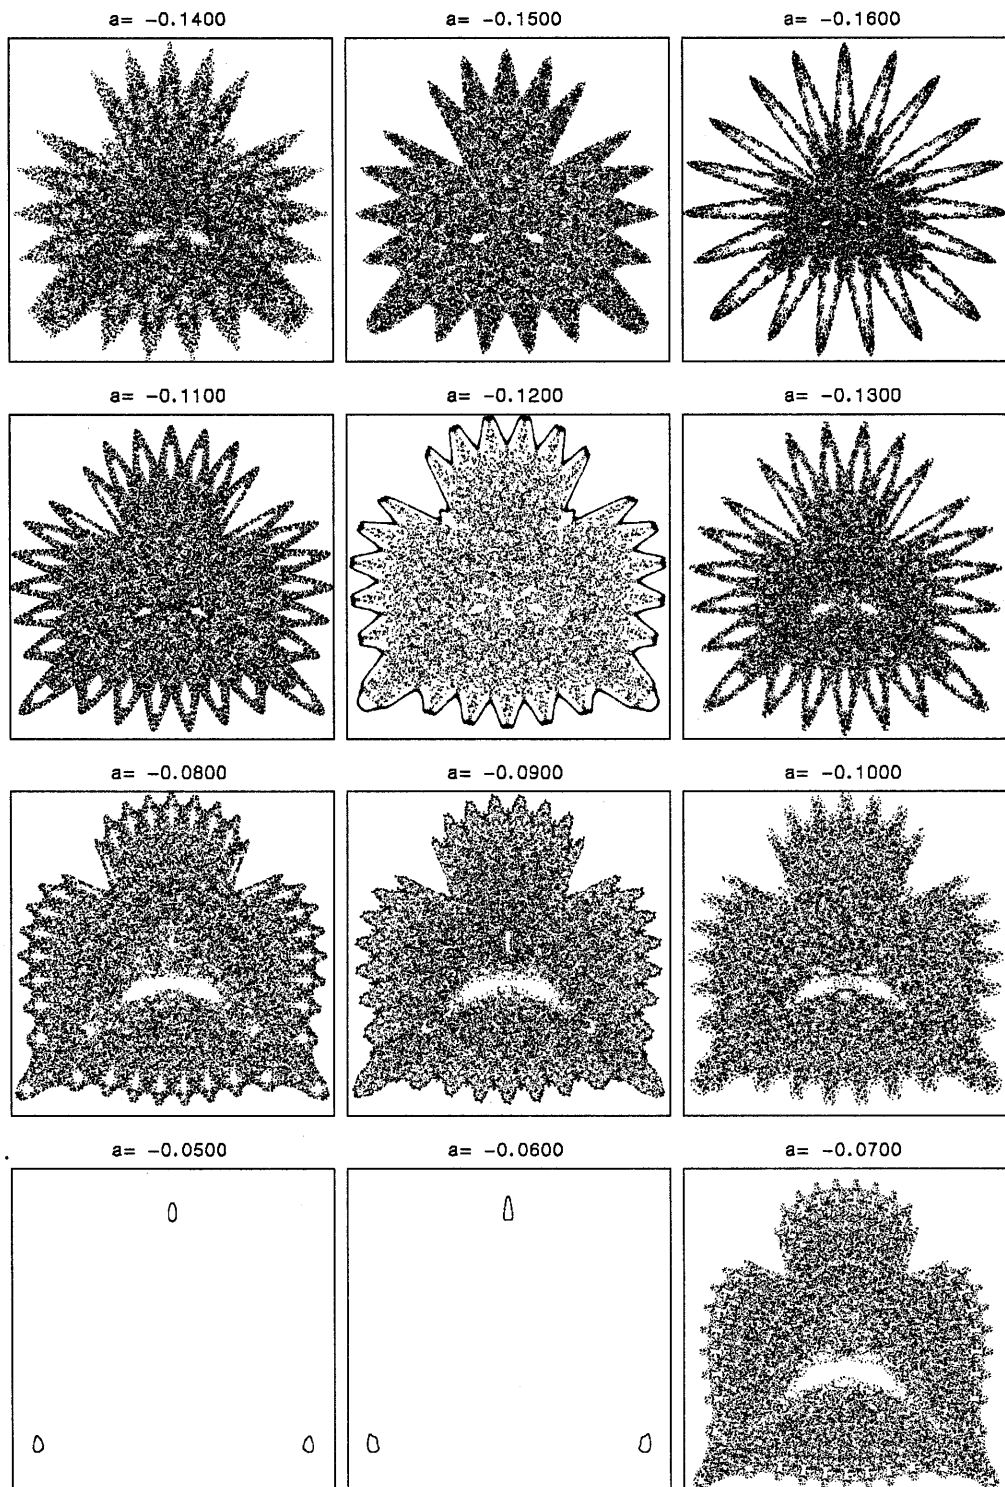 a= -0.1400 a= -0.1500 a= -0.1600
a= -0.1100 a= -0.1200 a= -0.1300
a= -0.0800 a= -0.0900 a= -0.1000
a= -0.0500 a= -0.0600 a= -0.0700